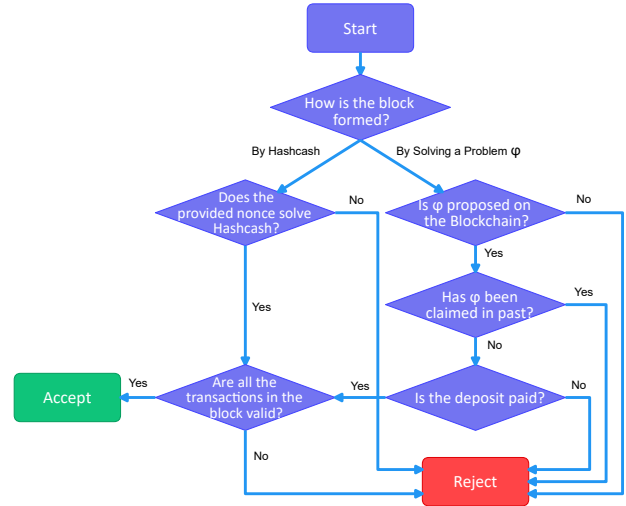 Start
How is the block
formed?
By Hashcash
By Solving a Problem φ
Does the
provided nonce solve
Hashcash?
No
Is φ proposed on
the Blockchain?
No
Yes
Yes
Has φ been
claimed in past?
Yes
No
Accept
Yes
Are all the
transactions in the
block valid?
Yes
Is the deposit paid?
No
No
Reject